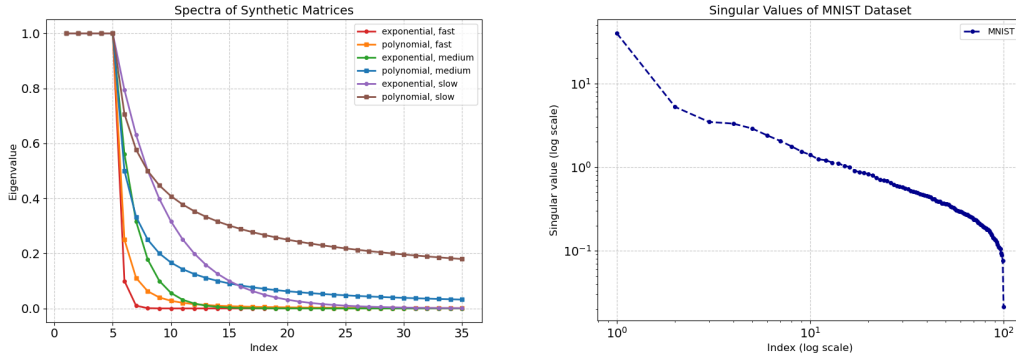 Spectra of Synthetic Matrices
1.0
0.8
0.6
0.4
0.2
0.0
Eigenvalue
0
5
10
15
20
25
30
35
Index
exponential, fast
polynomial, fast
exponential, medium
polynomial, medium
exponential, slow
polynomial, slow
Singular Values of MNIST Dataset
10¹
10⁰
10⁻¹
Singular value (log scale)
10⁰
10¹
10²
Index (log scale)
MNIST